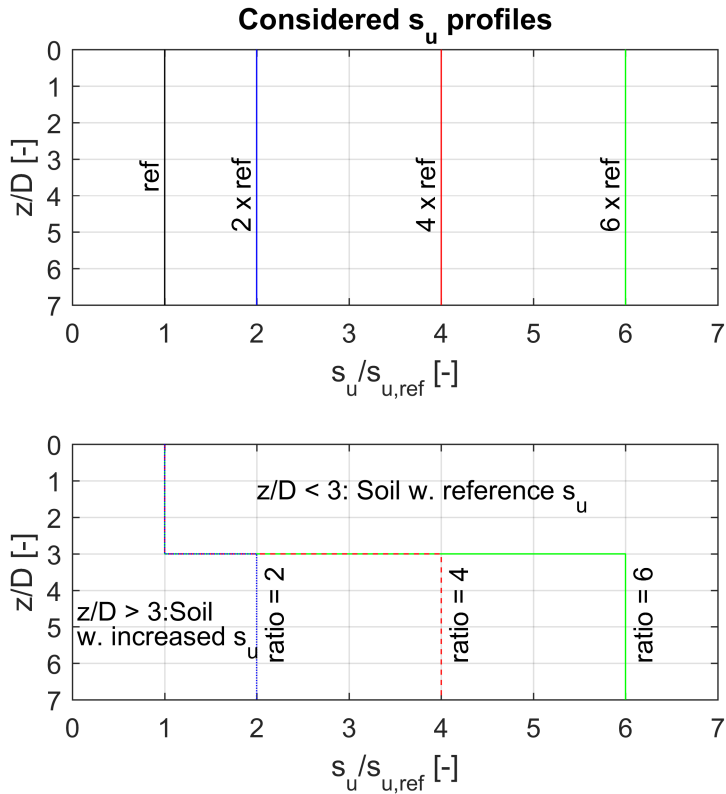 Considered s_u profiles
0
1
2
3
4
5
6
7
z/D [-]
ref
2 x ref
4 x ref
6 x ref
0 1 2 3 4 5 6 7
s_u/s_u,ref [-]
0
1
2
3
4
5
6
7
z/D [-]
z/D < 3: Soil w. reference s_u
z/D > 3:Soil
w. increased s_u
ratio = 2
ratio = 4
ratio = 6
0 1 2 3 4 5 6 7
s_u/s_u,ref [-]